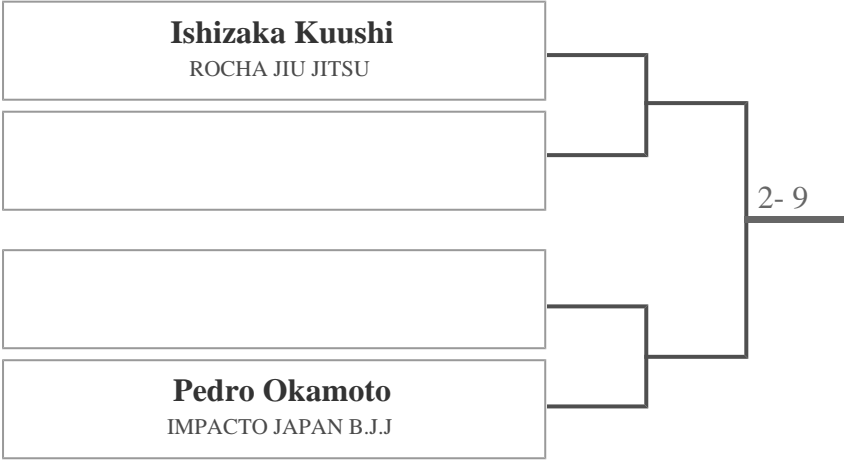 Ishizaka Kuushi
ROCHA JIU JITSU
2- 9
Pedro Okamoto
IMPACTO JAPAN B.J.J